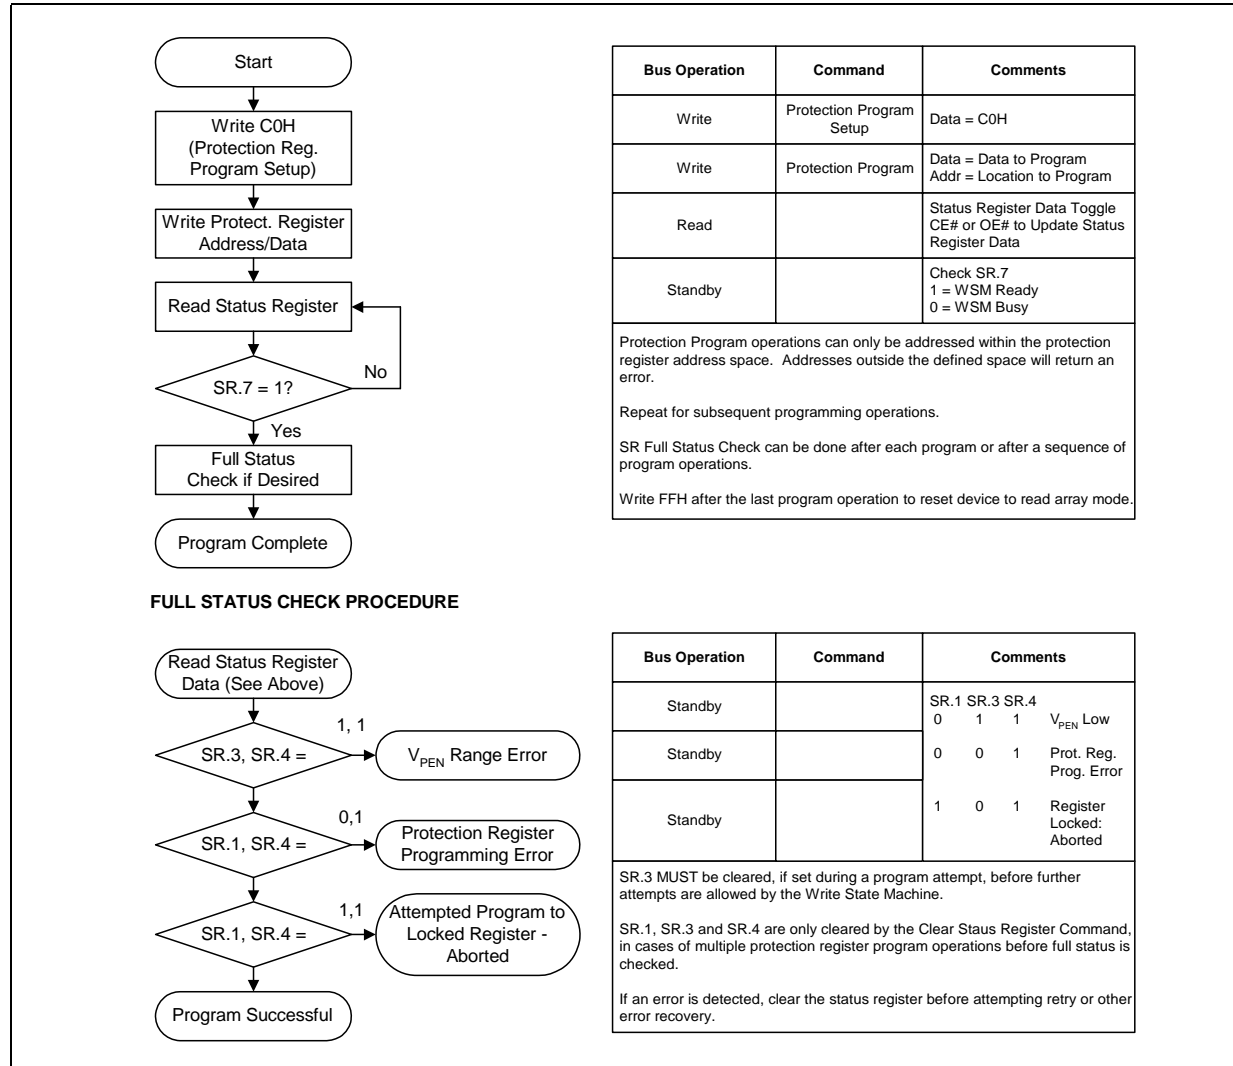 Start
Write C0H
(Protection Reg.
Program Setup)
Write Protect. Register
Address/Data
Read Status Register
No
SR.7 = 1?
Yes
Full Status
Check if Desired
Program Complete
Bus Operation Command Comments
Write Protection Program
Setup Data = C0H
Write Protection Program Data = Data to Program
Addr = Location to Program
Read Status Register Data Toggle
CE# or OE# to Update Status
Register Data
Standby Check SR.7
1 = WSM Ready
0 = WSM Busy
Protection Program operations can only be addressed within the protection
register address space. Addresses outside the defined space will return an
error.
Repeat for subsequent programming operations.
SR Full Status Check can be done after each program or after a sequence of
program operations.
Write FFH after the last program operation to reset device to read array mode.
FULL STATUS CHECK PROCEDURE
Read Status Register
Data (See Above)
1, 1
SR.3, SR.4 =
VPEN Range Error
0,1
SR.1, SR.4 =
Protection Register
Programming Error
1,1
SR.1, SR.4 =
Attempted Program to
Locked Register -
Aborted
Program Successful
Bus Operation Command Comments
Standby SR.1 SR.3 SR.4
0 1 1 VPEN Low
Standby 0 0 1 Prot. Reg.
Prog. Error
Standby 1 0 1 Register
Locked:
Aborted
SR.3 MUST be cleared, if set during a program attempt, before further
attempts are allowed by the Write State Machine.
SR.1, SR.3 and SR.4 are only cleared by the Clear Staus Register Command,
in cases of multiple protection register program operations before full status is
checked.
If an error is detected, clear the status register before attempting retry or other
error recovery.